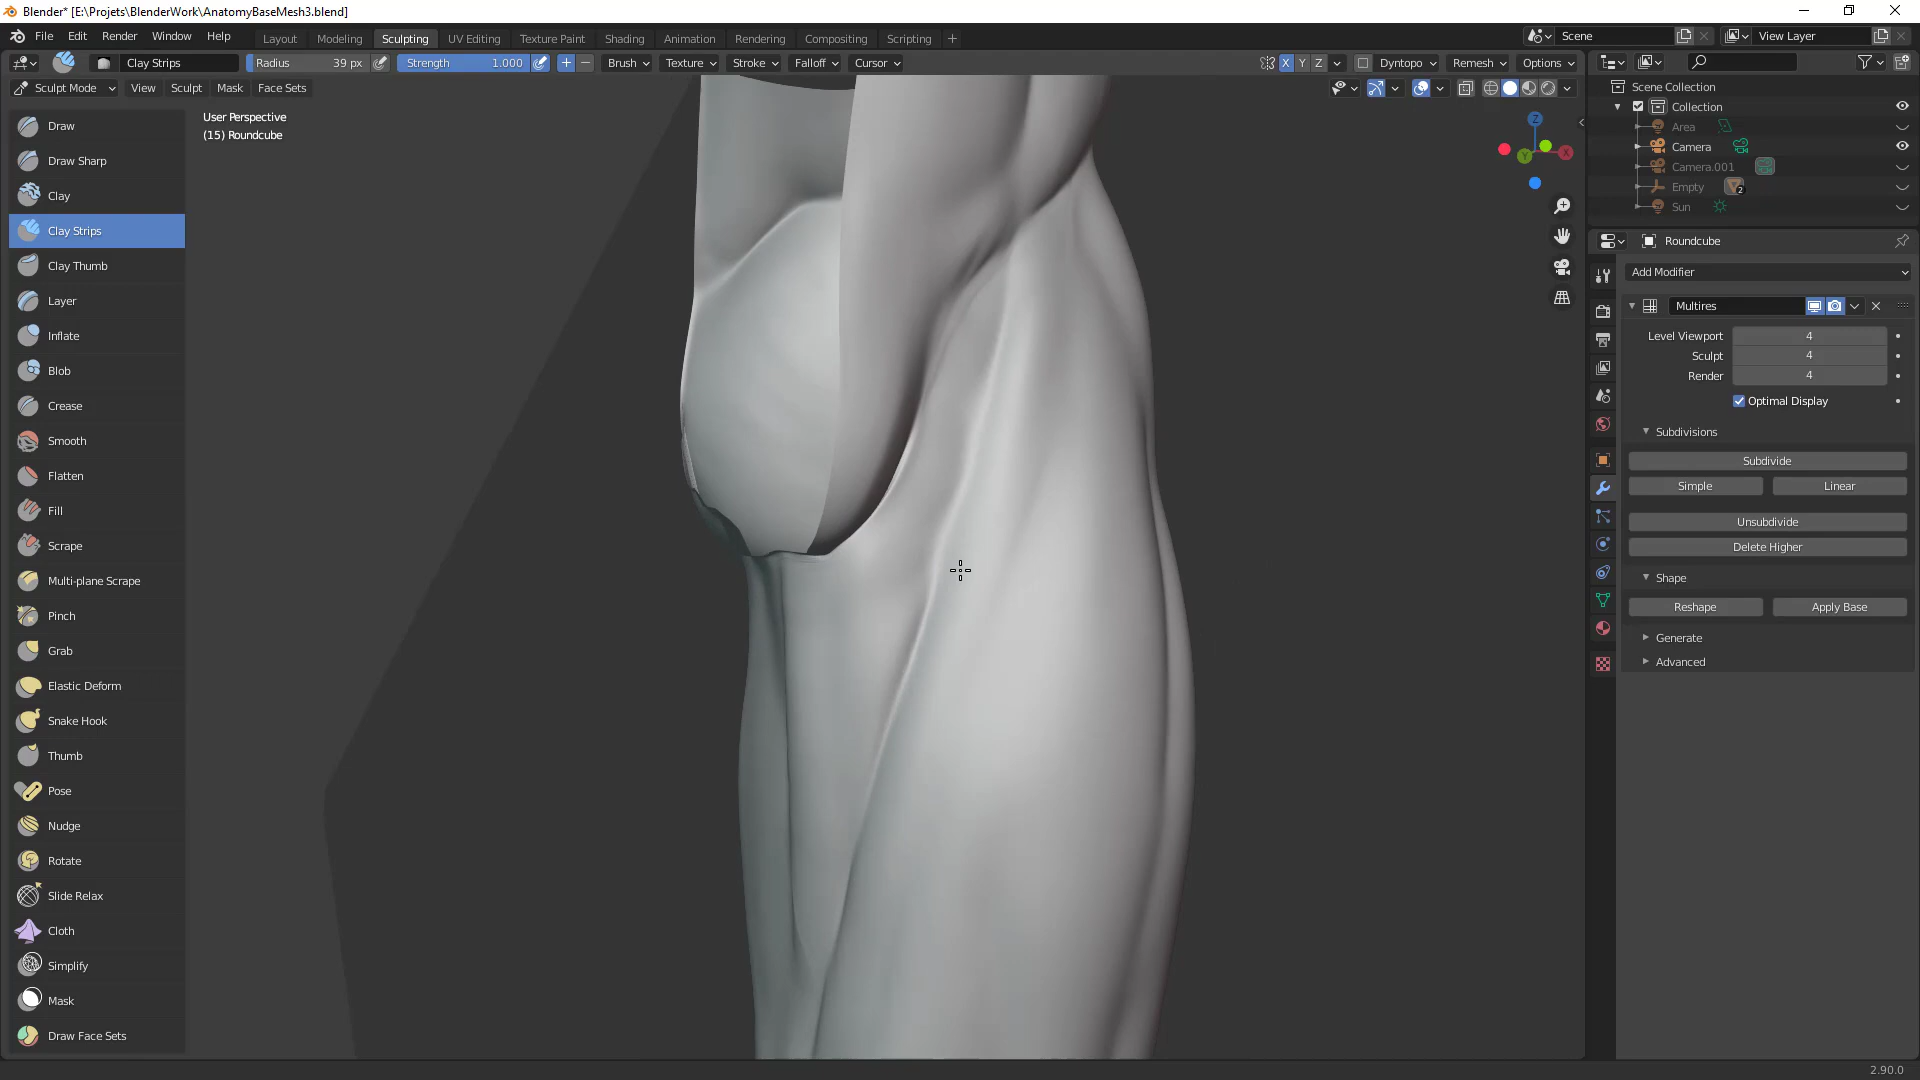 Blender* [E:\Projets\BlenderWork\AnatomyBaseMesh3.blend]
File Edit Render Window Help Layout Modeling Sculpting UV Editing Texture Paint Shading Animation Rendering Compositing Scripting + Scene View Layer
Clay Strips Radius 39 px Strength 1.000 + − Brush Texture Stroke Falloff Cursor X Y Z Dyntopo Remesh Options
Sculpt Mode View Sculpt Mask Face Sets
User Perspective
(15) Roundcube
Draw
Draw Sharp
Clay
Clay Strips
Clay Thumb
Layer
Inflate
Blob
Crease
Smooth
Flatten
Fill
Scrape
Multi-plane Scrape
Pinch
Grab
Elastic Deform
Snake Hook
Thumb
Pose
Nudge
Rotate
Slide Relax
Cloth
Simplify
Mask
Draw Face Sets
Z
X
Y
Scene Collection
Collection
Area
Camera
Camera.001
Empty 2
Sun
Roundcube
Add Modifier
Multires
Level Viewport 4
Sculpt 4
Render 4
Optimal Display
Subdivisions
Subdivide
Simple Linear
Unsubdivide
Delete Higher
Shape
Reshape Apply Base
Generate
Advanced
2.90.0